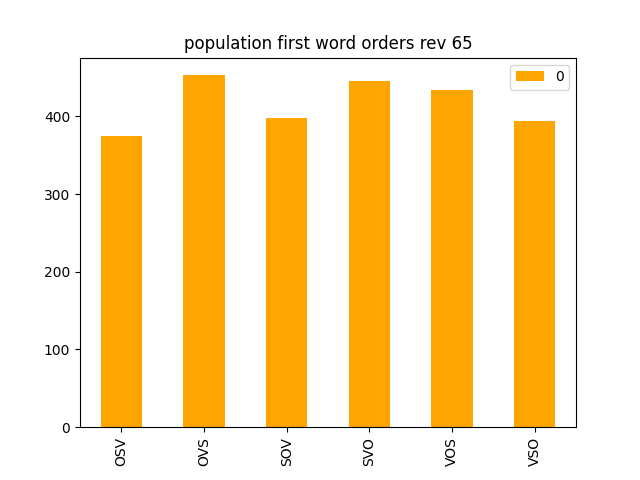 population first word orders rev 65
0
400
300
200
100
0
OSV
OVS
SOV
SVO
VOS
VSO